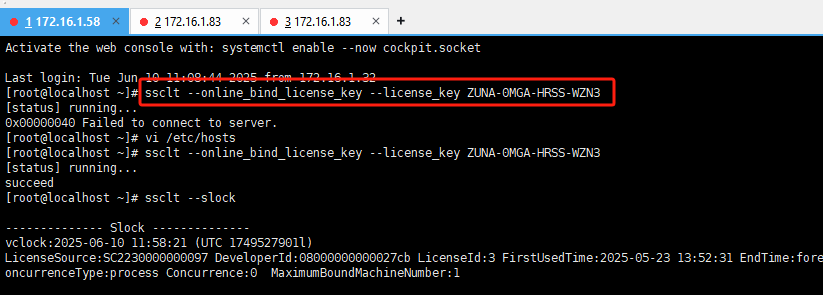 1 172.16.1.58 × 2 172.16.1.83 × 3 172.16.1.83 × +
Activate the web console with: systemctl enable --now cockpit.socket
Last login: Tue Jun 10 11:08:44 2025 from 172.16.1.32
[root@localhost ~]# ssclt --online_bind_license_key --license_key ZUNA-0MGA-HRSS-WZN3
[status] running...
0x00000040 Failed to connect to server.
[root@localhost ~]# vi /etc/hosts
[root@localhost ~]# ssclt --online_bind_license_key --license_key ZUNA-0MGA-HRSS-WZN3
[status] running...
succeed
[root@localhost ~]# ssclt --slock
-------------- Slock --------------
vclock:2025-06-10 11:58:21 (UTC 1749527901l)
LicenseSource:SC2230000000097 DeveloperId:08000000000027cb LicenseId:3 FirstUsedTime:2025-05-23 13:52:31 EndTime:fore
oncurrenceType:process Concurrence:0  MaximumBoundMachineNumber:1